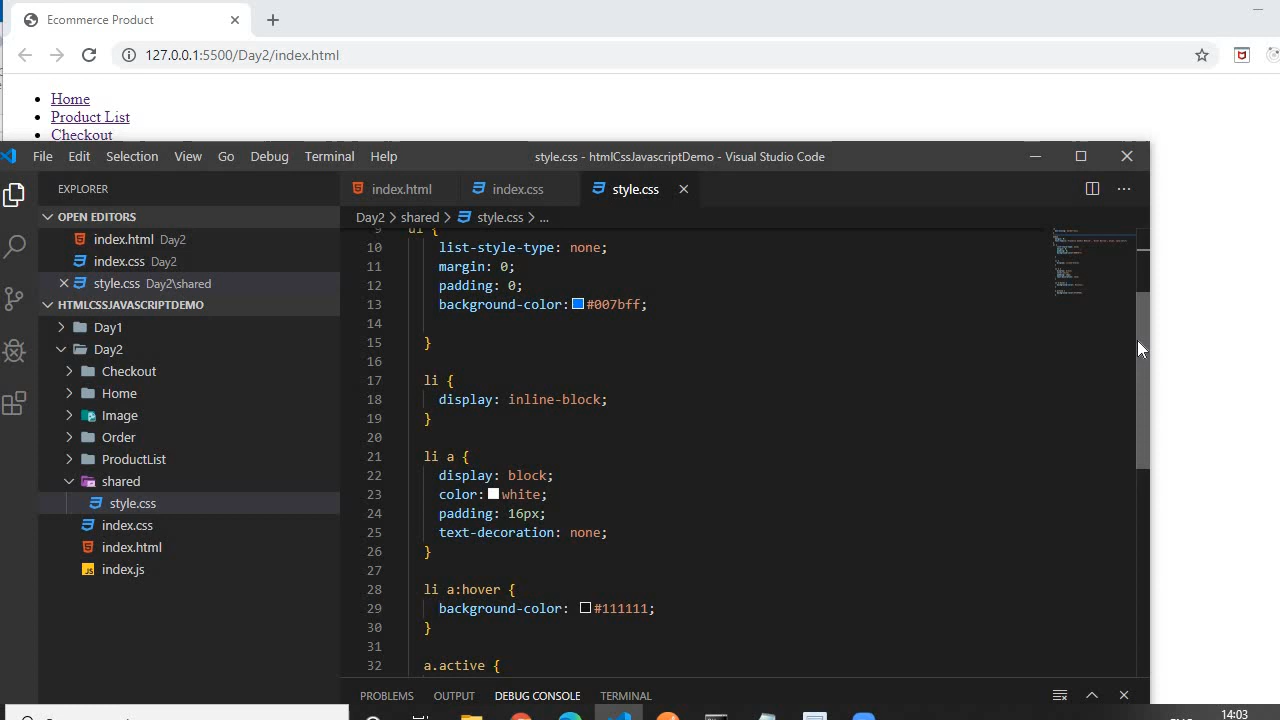 Ecommerce Product
127.0.0.1:5500/Day2/index.html
Home
Product List
Checkout
File Edit Selection View Go Debug Terminal Help
style.css - htmlCssJavascriptDemo - Visual Studio Code
EXPLORER
OPEN EDITORS
index.html Day2
index.css Day2
style.css Day2\shared
HTMLCSSJAVASCRIPTDEMO
Day1
Day2
Checkout
Home
Image
Order
ProductList
shared
style.css
index.css
index.html
index.js
index.html index.css style.css
Day2 > shared > style.css > ...
9 ul {
10 list-style-type: none;
11 margin: 0;
12 padding: 0;
13 background-color: #007bff;
14
15 }
16
17 li {
18 display: inline-block;
19 }
20
21 li a {
22 display: block;
23 color: white;
24 padding: 16px;
25 text-decoration: none;
26 }
27
28 li a:hover {
29 background-color: #111111;
30 }
31
32 a.active {
PROBLEMS OUTPUT DEBUG CONSOLE TERMINAL
14:03